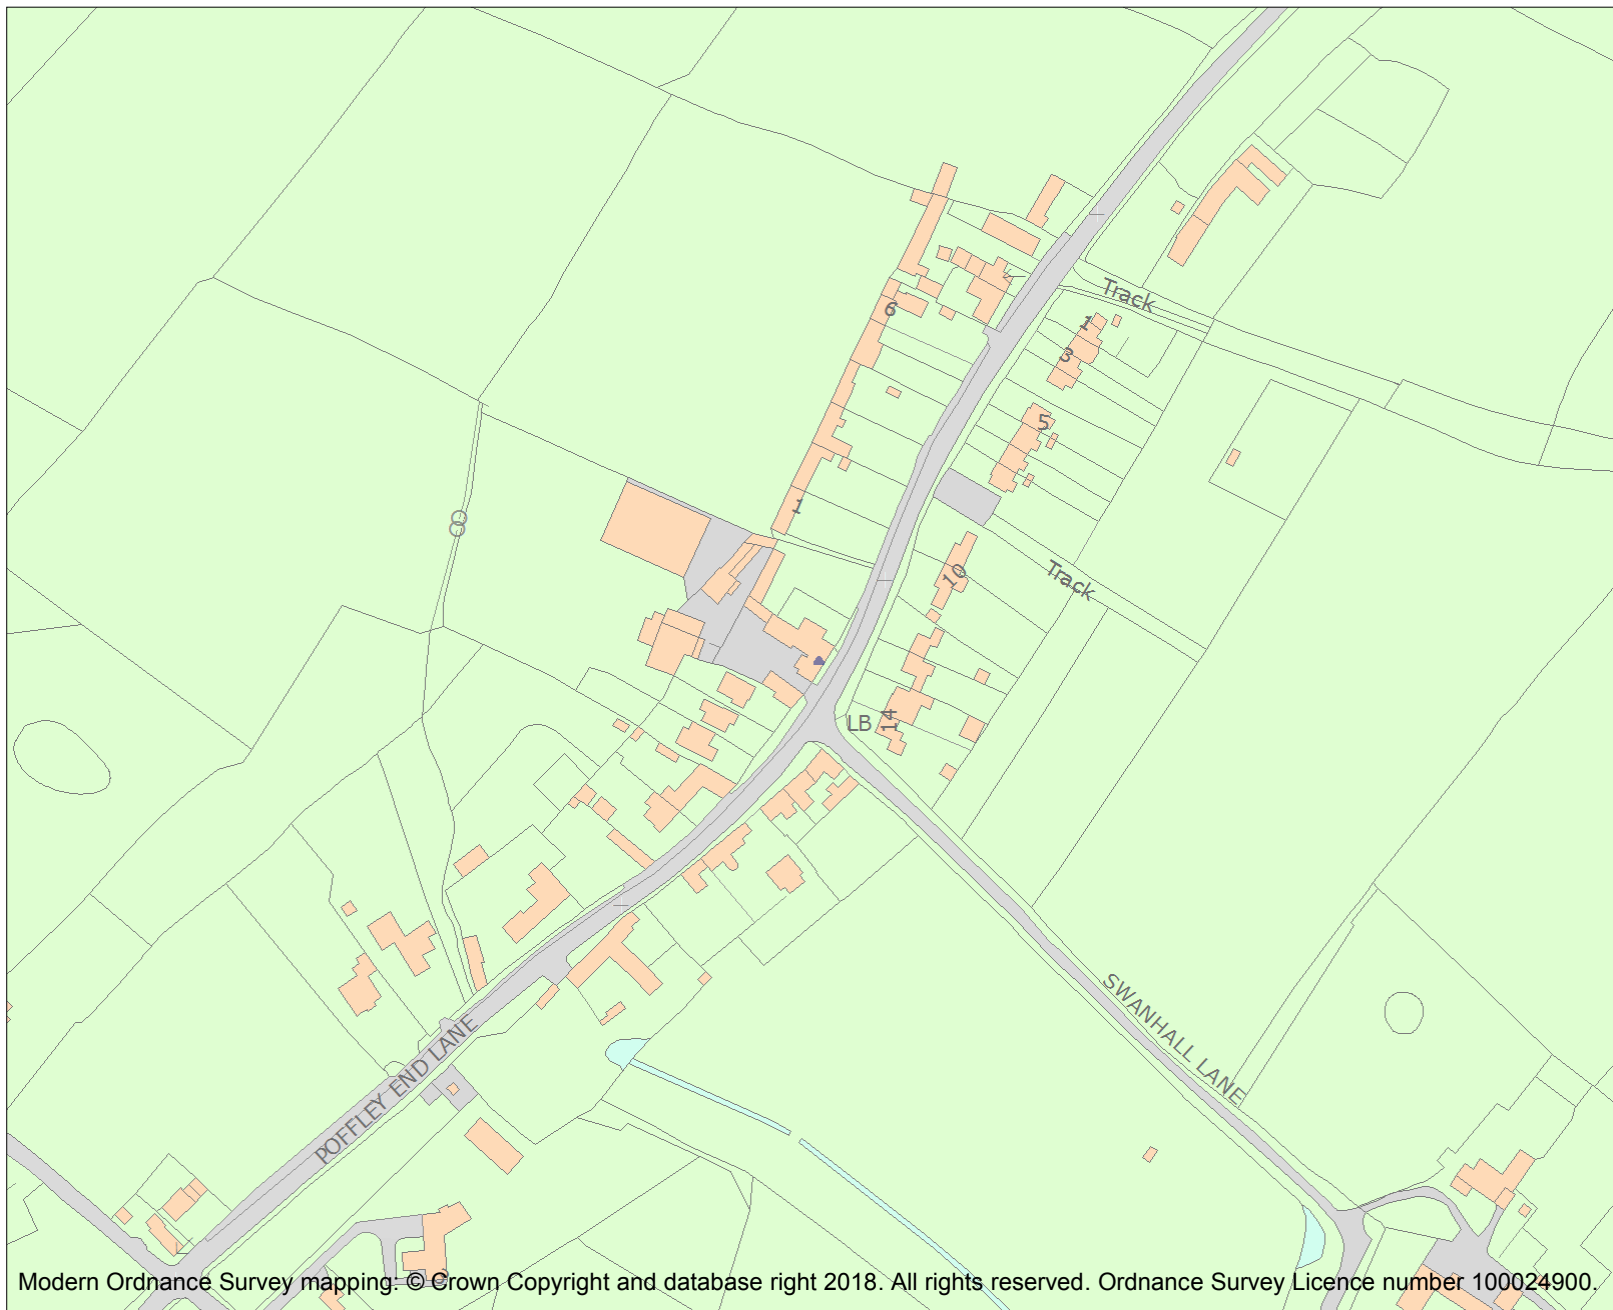 Track
6
1
3
5
1
Track
10
LB
14
SWANHALL LANE
POFFLEY END LANE
Modern Ordnance Survey mapping: © Crown Copyright and database right 2018. All rights reserved. Ordnance Survey Licence number 100024900.